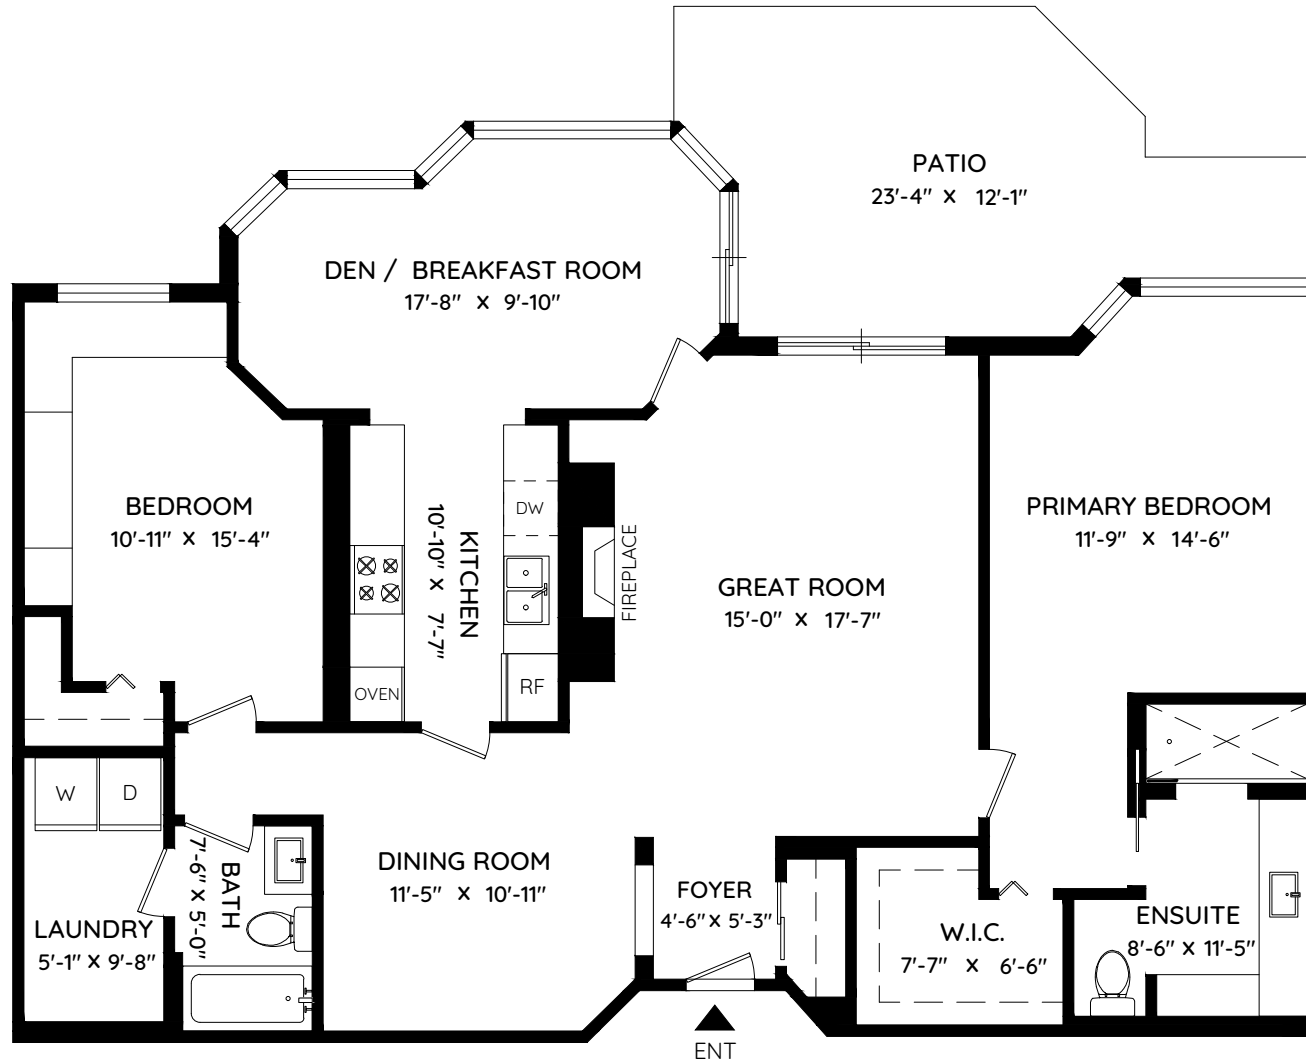 PATIO
23'-4" X 12'-1"
DEN / BREAKFAST ROOM
17'-8" X 9'-10"
BEDROOM
10'-11" X 15'-4"
KITCHEN
10'-10" X 7'-7"
DW
OVEN
RF
FIREPLACE
GREAT ROOM
15'-0" X 17'-7"
PRIMARY BEDROOM
11'-9" X 14'-6"
W
D
LAUNDRY
5'-1" X 9'-8"
BATH
7'-6" X 5'-0"
DINING ROOM
11'-5" X 10'-11"
FOYER
4'-6" X 5'-3"
W.I.C.
7'-7" X 6'-6"
ENSUITE
8'-6" X 11'-5"
ENT